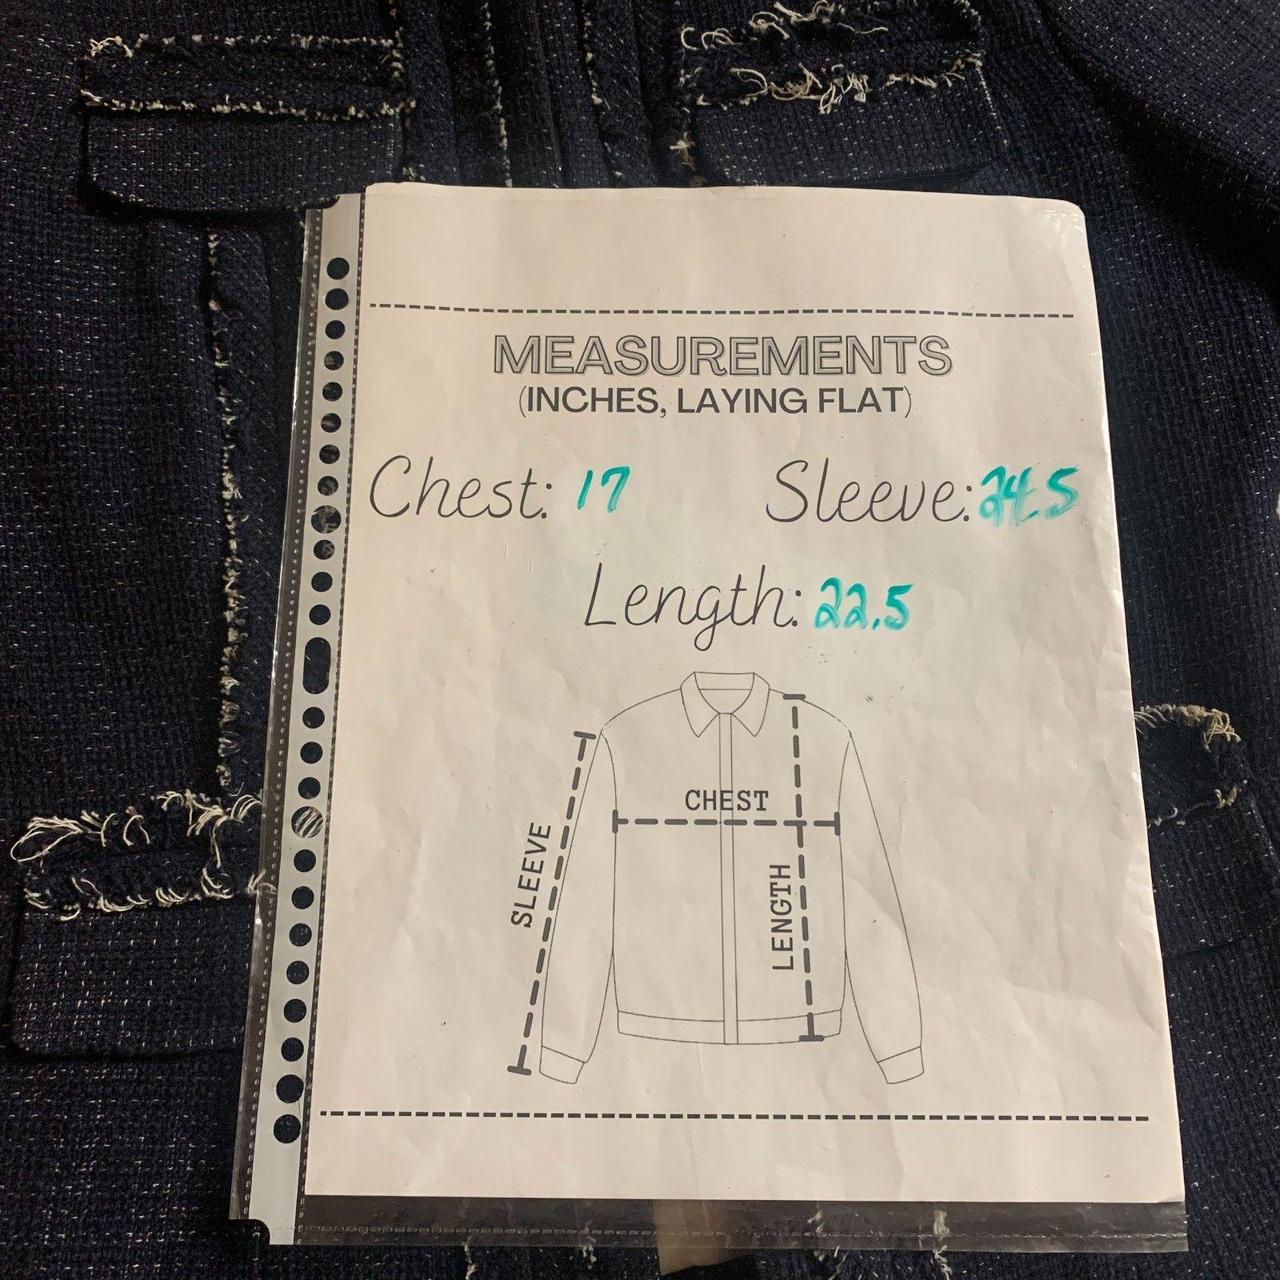 MEASUREMENTS
(INCHES, LAYING FLAT)
Chest: 17 Sleeve: 24.5
Length: 22.5
CHEST
SLEEVE
LENGTH